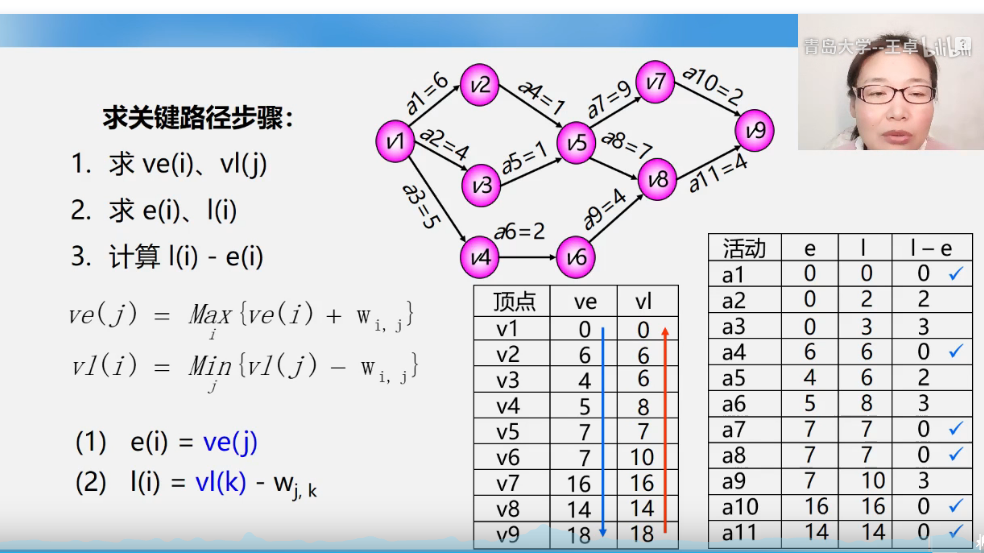 青岛大学--王卓 bilibili
求关键路径步骤：
1. 求 ve(i)、vl(j)
2. 求 e(i)、l(i)
3. 计算 l(i) - e(i)
ve(j) = Max{ve(i) + w i, j}
i
vl(i) = Min{vl(j) - w i, j}
j
(1) e(i) = ve(j)
(2) l(i) = vl(k) - w j, k
v1
v2
v3
v4
v5
v6
v7
v8
v9
a1=6
a2=4
a3=5
a4=1
a5=1
a6=2
a7=9
a8=7
a9=4
a10=2
a11=4
顶点 ve vl
v1 0 0
v2 6 6
v3 4 6
v4 5 8
v5 7 7
v6 7 10
v7 16 16
v8 14 14
v9 18 18
活动 e l l – e
a1 0 0 0 ✓
a2 0 2 2
a3 0 3 3
a4 6 6 0 ✓
a5 4 6 2
a6 5 8 3
a7 7 7 0 ✓
a8 7 7 0 ✓
a9 7 10 3
a10 16 16 0 ✓
a11 14 14 0 ✓